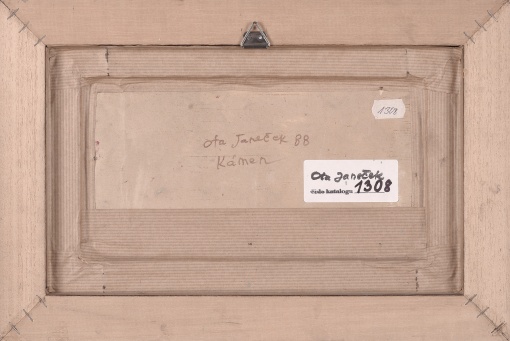 1308
Ota Janeček 88
Kámen
Ota Janeček
číslo katalogu 1308